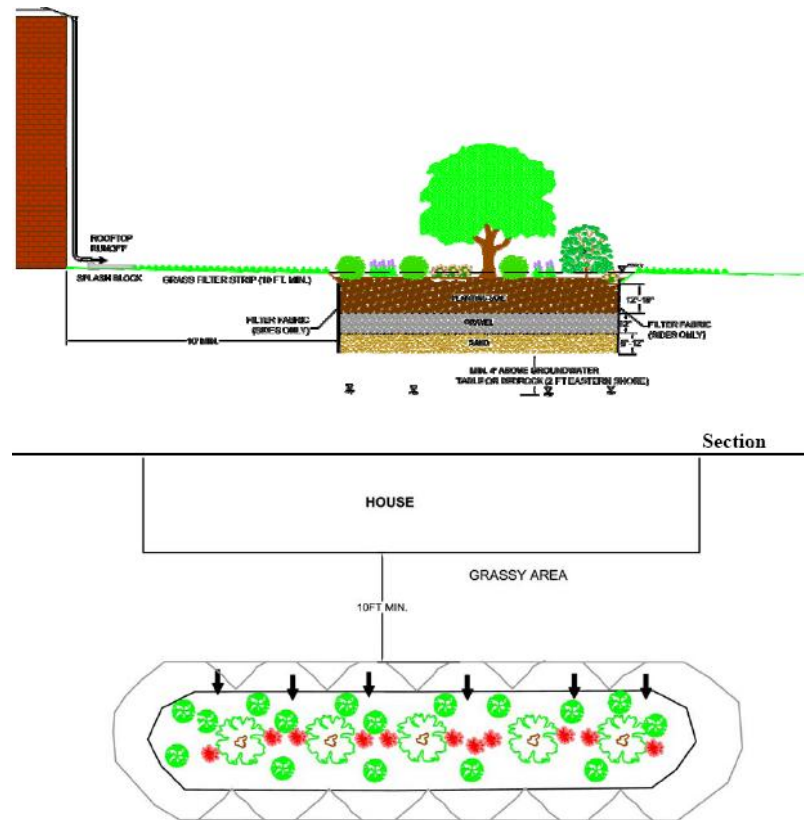 ROOFTOP
RUNOFF
SPLASH BLOCK
GRASS FILTER STRIP (10 FT. MIN.)
PLANTING
12"-18"
FILTER FABRIC
(SIDES ONLY)
GRAVEL
FILTER FABRIC
(SIDES ONLY)
10' MIN.
SAND
6"-12"
MIN. 4' ABOVE GROUNDWATER
TABLE OR BEDROCK (2 FT EASTERN SHORE)
Section
HOUSE
GRASSY AREA
10FT MIN.